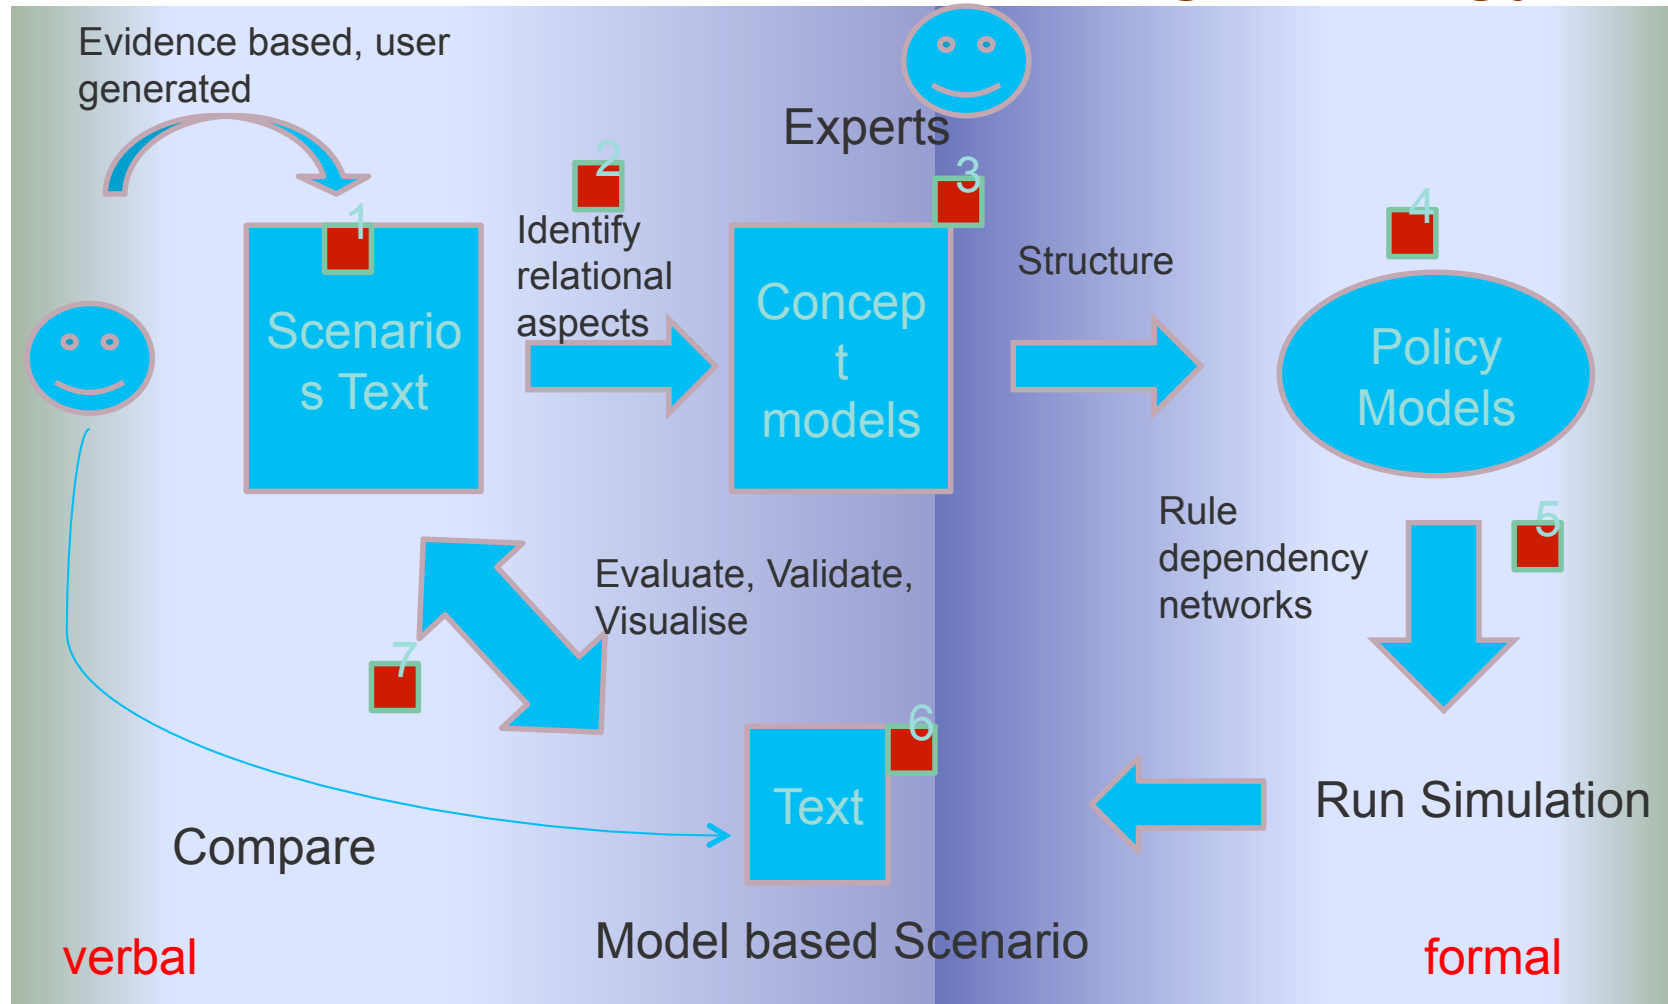 Evidence based, user
generated
Experts
1
2
3
4
Identify
relational
aspects
Structure
Scenario
s Text
Concep
t
models
Policy
Models
Rule
dependency
networks
5
Evaluate, Validate,
Visualise
7
6
Text
Run Simulation
Compare
Model based Scenario
verbal
formal